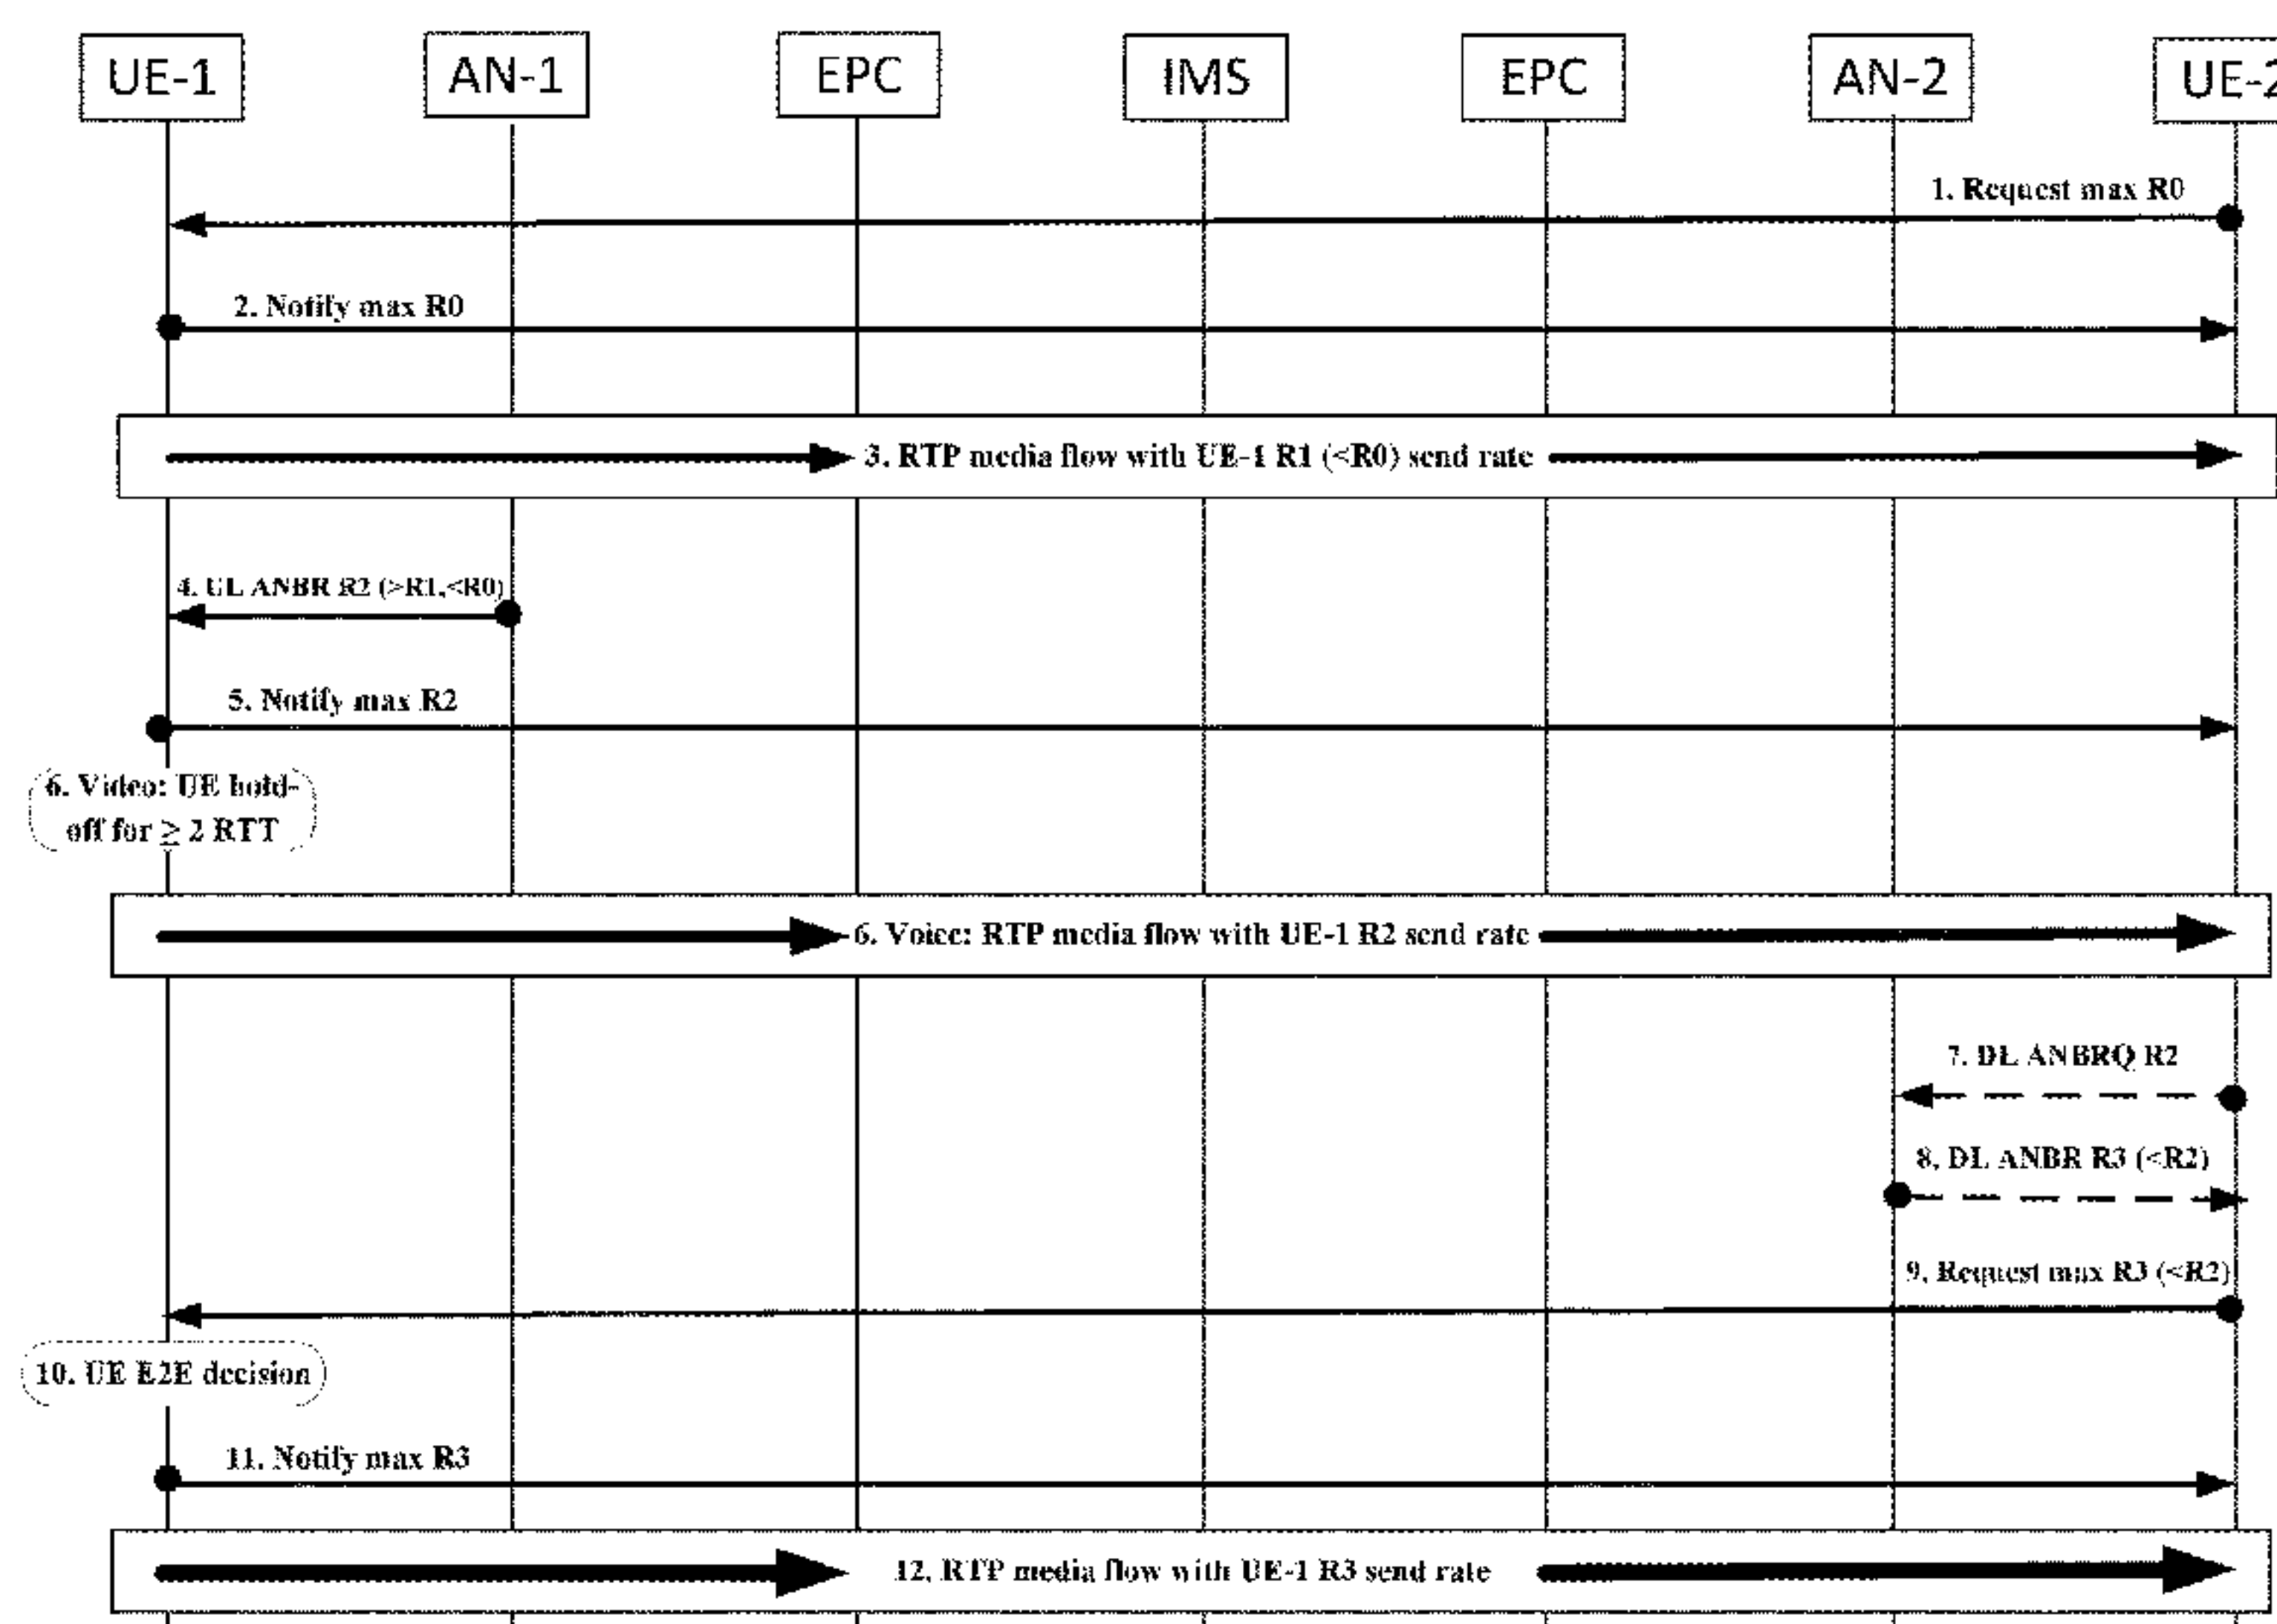 UE-1 AN-1 EPC IMS EPC AN-2 UE-2
1. Request max R0
2. Notify max R0
3. RTP media flow with UE-1 R1 (<R0) send rate
4. UL ANBR R2 (>R1,<R0)
5. Notify max R2
6. Video: UE hold-
off for ≥ 2 RTT
6. Voice: RTP media flow with UE-1 R2 send rate
7. DL ANBRQ R2
8. DL ANBR R3 (<R2)
9. Request max R3 (<R2)
10. UE E2E decision
11. Notify max R3
12. RTP media flow with UE-1 R3 send rate